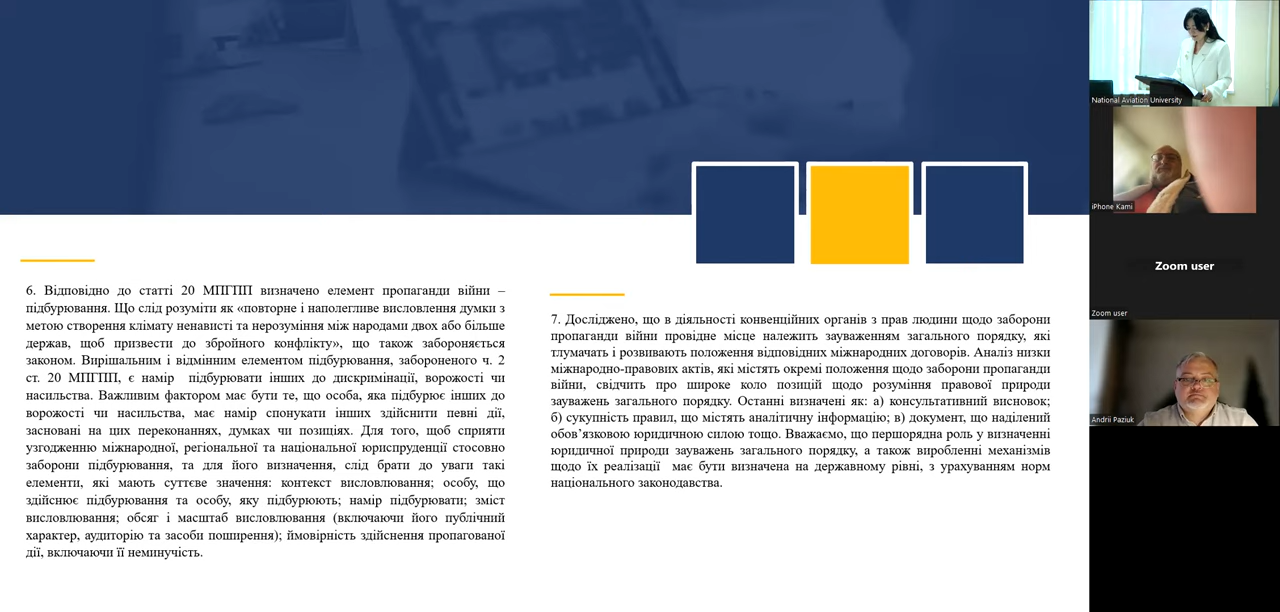 6. Відповідно до статті 20 МПГПП визначено елемент пропаганди війни –
підбурювання. Що слід розуміти як «повторне і наполегливе висловлення думки з
метою створення клімату ненависті та нерозуміння між народами двох або більше
держав, щоб призвести до збройного конфлікту», що також забороняється
законом. Вирішальним і відмінним елементом підбурювання, забороненого ч. 2
ст. 20 МПГПП, є намір підбурювати інших до дискримінації, ворожості чи
насильства. Важливим фактором має бути те, що особа, яка підбурює інших до
ворожості чи насильства, має намір спонукати інших здійснити певні дії,
засновані на цих переконаннях, думках чи позиціях. Для того, щоб сприяти
узгодженню міжнародної, регіональної та національної юриспруденції стосовно
заборони підбурювання, та для його визначення, слід брати до уваги такі
елементи, які мають суттєве значення: контекст висловлювання; особу, що
здійснює підбурювання та особу, яку підбурюють; намір підбурювати; зміст
висловлювання; обсяг і масштаб висловлювання (включаючи його публічний
характер, аудиторію та засоби поширення); ймовірність здійснення пропагованої
дії, включаючи її неминучість.
7. Досліджено, що в діяльності конвенційних органів з прав людини щодо заборони
пропаганди війни провідне місце належить зауваженням загального порядку, які
тлумачать і розвивають положення відповідних міжнародних договорів. Аналіз низки
міжнародно-правових актів, які містять окремі положення щодо заборони пропаганди
війни, свідчить про широке коло позицій щодо розуміння правової природи
зауважень загального порядку. Останні визначені як: а) консультативний висновок;
б) сукупність правил, що містять аналітичну інформацію; в) документ, що наділений
обов’язковою юридичною силою тощо. Вважаємо, що першорядна роль у визначенні
юридичної природи зауважень загального порядку, а також виробленні механізмів
щодо їх реалізації має бути визначена на державному рівні, з урахуванням норм
національного законодавства.
National Aviation University
iPhone Kami
Zoom user
Zoom user
Andrii Paziuk